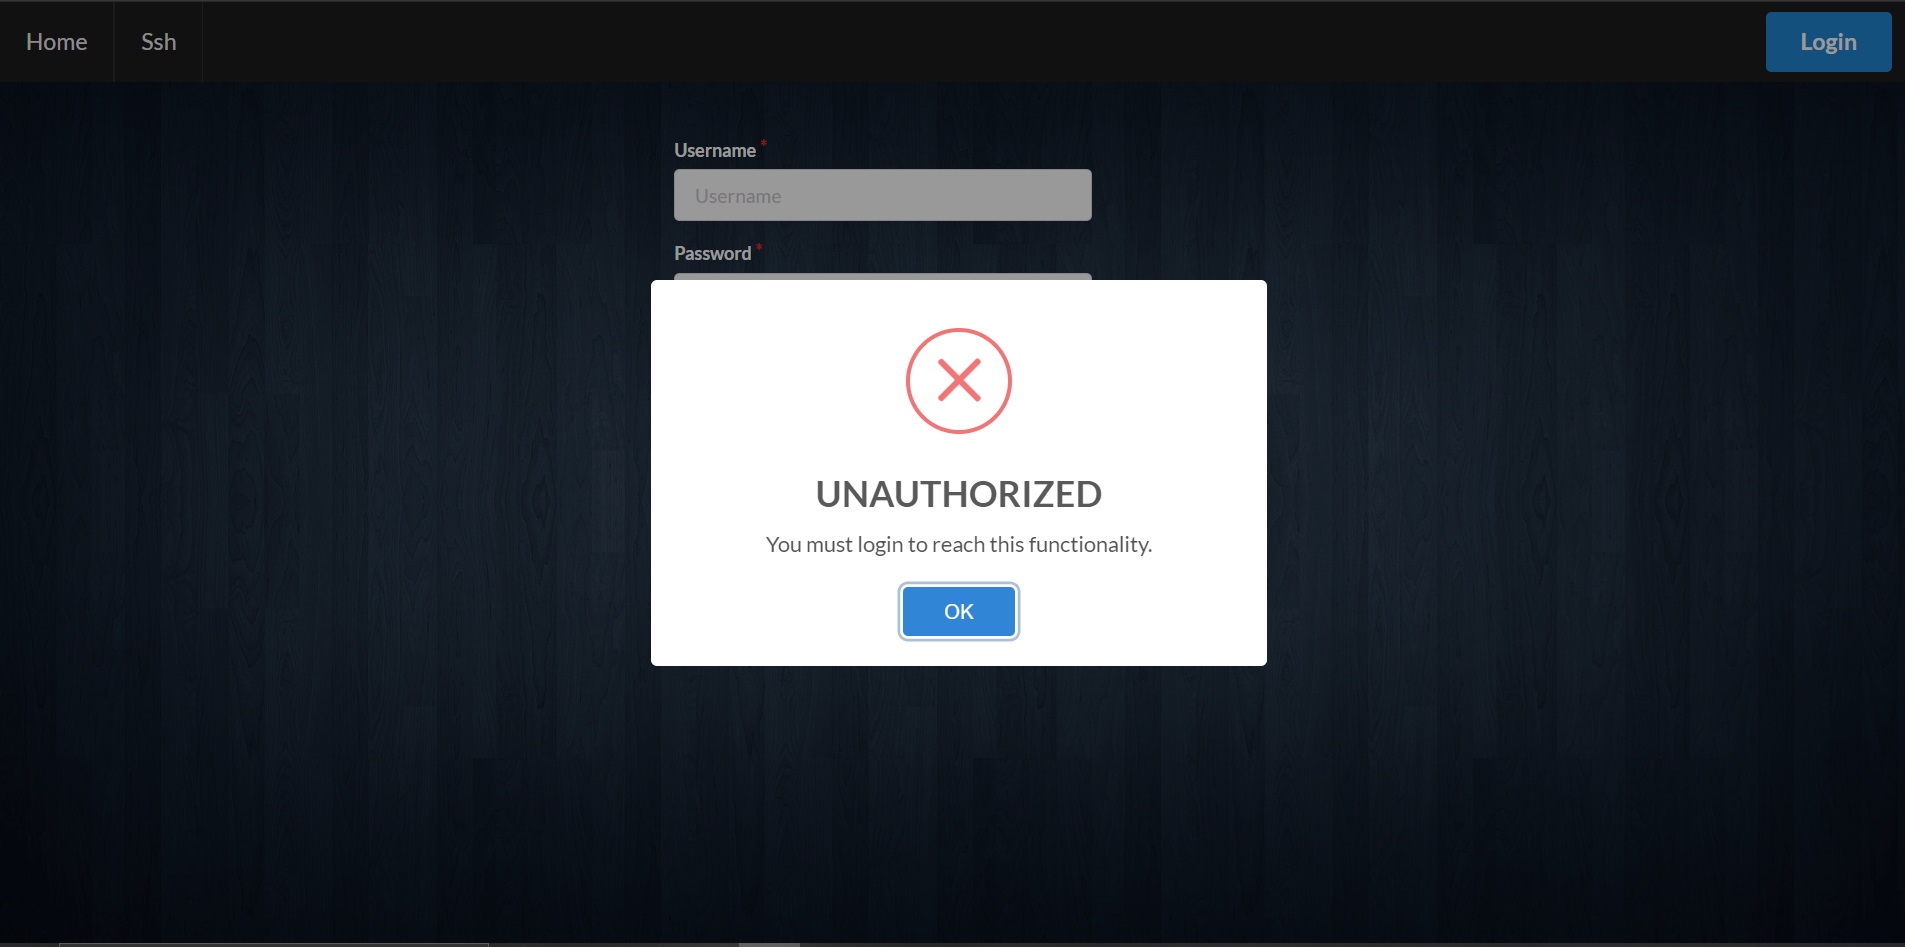 Home Ssh Login
Username *
Username
Password *
UNAUTHORIZED
You must login to reach this functionality.
OK